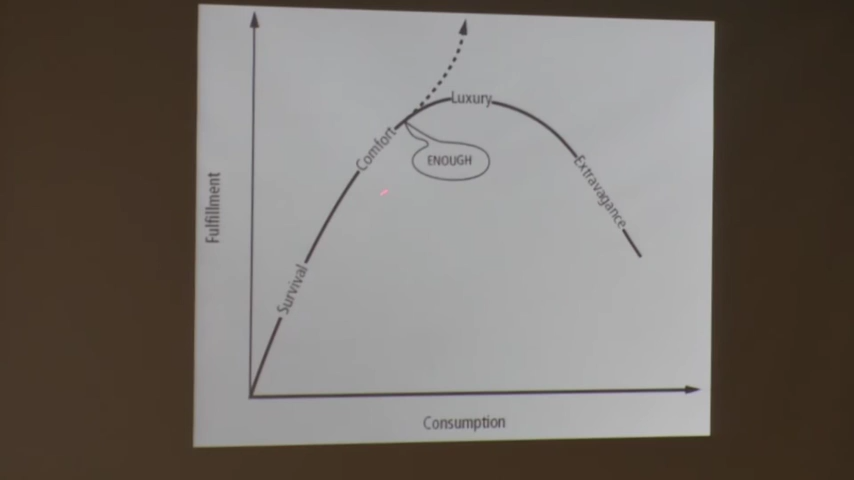 Luxury
Comfort
ENOUGH
Extravagance
Fulfillment
Survival
Consumption